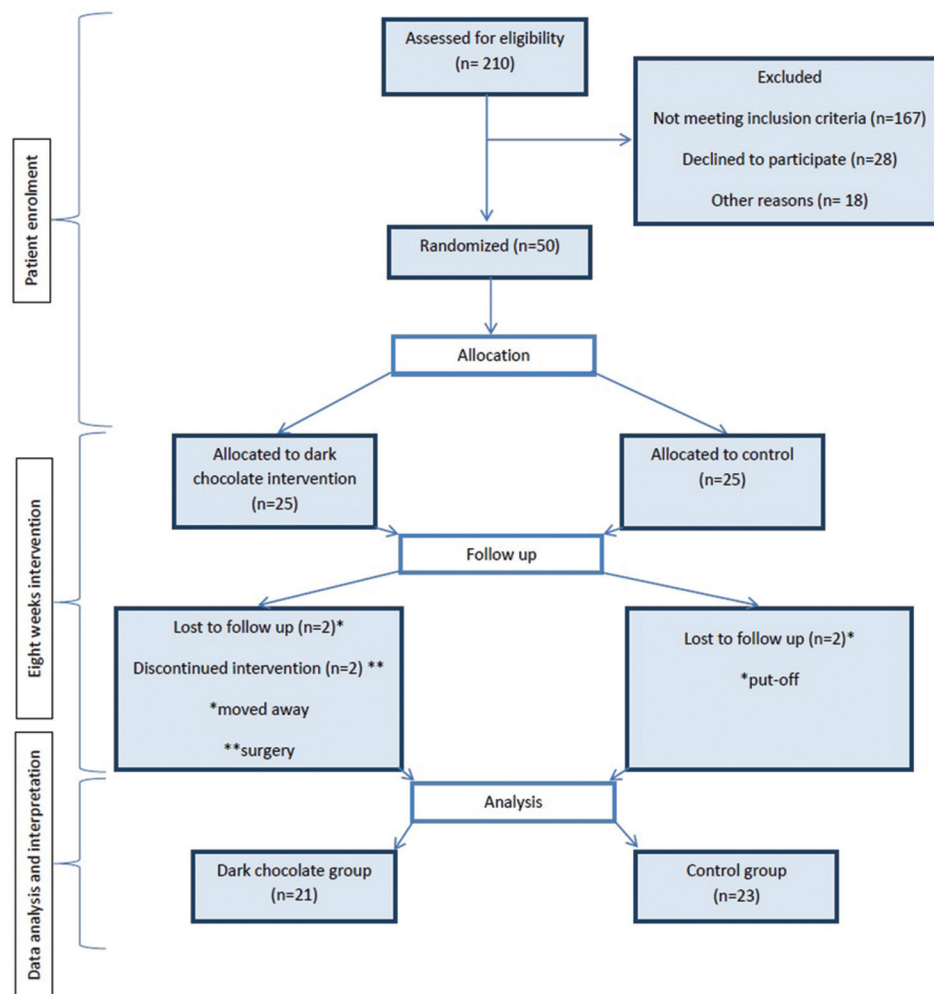 Assessed for eligibility
(n= 210)
Excluded
Not meeting inclusion criteria (n=167)
Declined to participate (n=28)
Other reasons (n= 18)
Patient enrolment
Randomized (n=50)
Allocation
Allocated to dark
chocolate intervention
(n=25)
Allocated to control
(n=25)
Eight weeks intervention
Follow up
Lost to follow up (n=2)*
Discontinued intervention (n=2) **
*moved away
**surgery
Lost to follow up (n=2)*
*put-off
Data analysis and interpretation
Analysis
Dark chocolate group
(n=21)
Control group
(n=23)